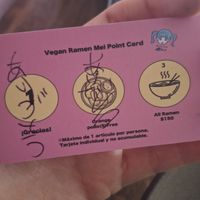 Vegan Ramen Mei Point Card
3
¡Gracias!
Orange
Free
All Ramen
$150
*Máximo de 1 artículo por persona.
Tarjeta individual y no acumulable.